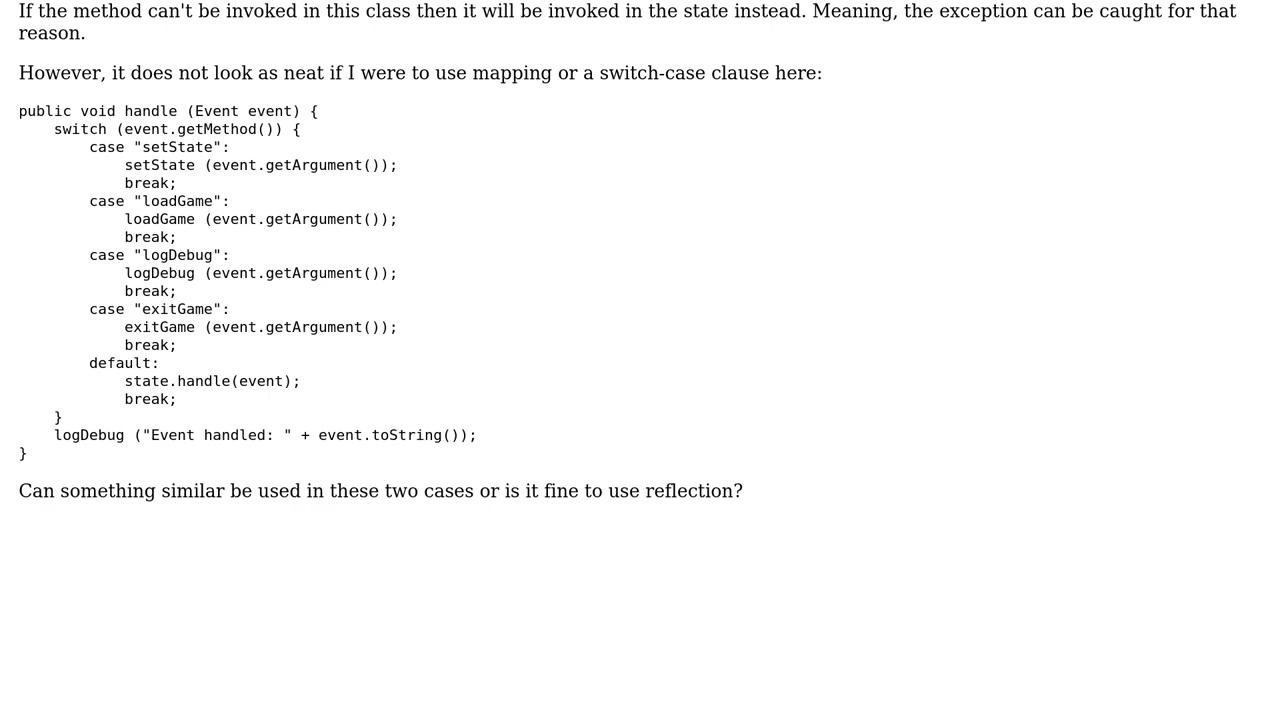 If the method can't be invoked in this class then it will be invoked in the state instead. Meaning, the exception can be caught for that
reason.
However, it does not look as neat if I were to use mapping or a switch-case clause here:
public void handle (Event event) {
    switch (event.getMethod()) {
        case "setState":
            setState (event.getArgument());
            break;
        case "loadGame":
            loadGame (event.getArgument());
            break;
        case "logDebug":
            logDebug (event.getArgument());
            break;
        case "exitGame":
            exitGame (event.getArgument());
            break;
        default:
            state.handle(event);
            break;
    }
    logDebug ("Event handled: " + event.toString());
}
Can something similar be used in these two cases or is it fine to use reflection?